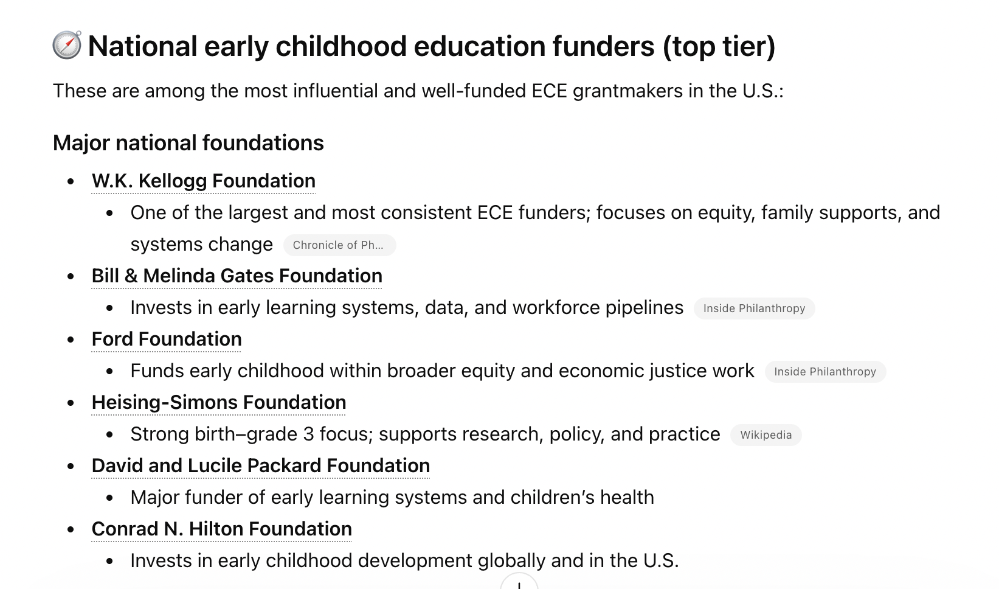 🧭 National early childhood education funders (top tier)
These are among the most influential and well-funded ECE grantmakers in the U.S.:
Major national foundations
• W.K. Kellogg Foundation
• One of the largest and most consistent ECE funders; focuses on equity, family supports, and
systems change Chronicle of Ph...
• Bill & Melinda Gates Foundation
• Invests in early learning systems, data, and workforce pipelines Inside Philanthropy
• Ford Foundation
• Funds early childhood within broader equity and economic justice work Inside Philanthropy
• Heising-Simons Foundation
• Strong birth–grade 3 focus; supports research, policy, and practice Wikipedia
• David and Lucile Packard Foundation
• Major funder of early learning systems and children’s health
• Conrad N. Hilton Foundation
• Invests in early childhood development globally and in the U.S.